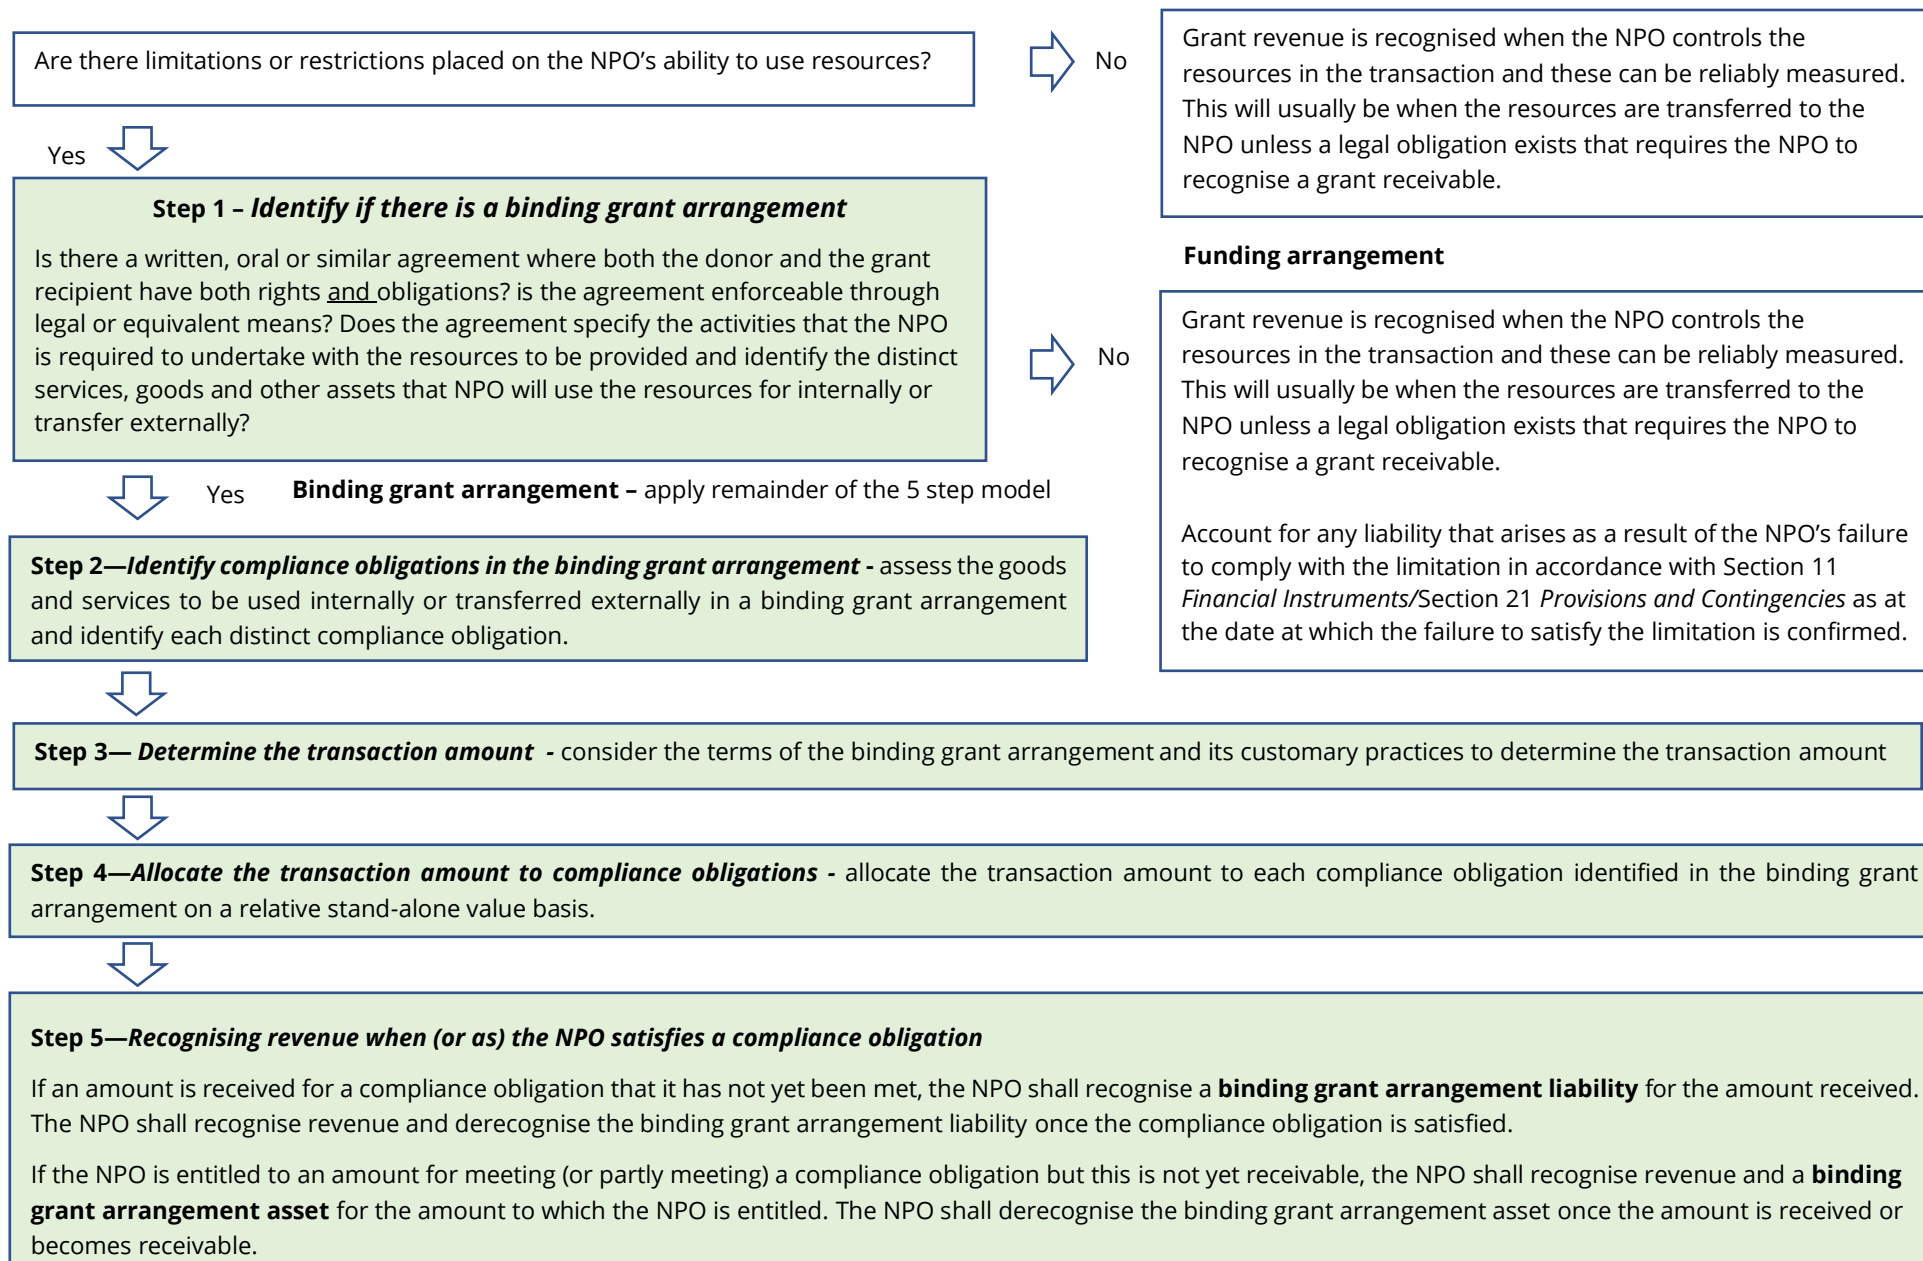 Are there limitations or restrictions placed on the NPO’s ability to use resources?
No
Grant revenue is recognised when the NPO controls the
resources in the transaction and these can be reliably measured.
This will usually be when the resources are transferred to the
NPO unless a legal obligation exists that requires the NPO to
recognise a grant receivable.
Yes
Step 1 – Identify if there is a binding grant arrangement
Is there a written, oral or similar agreement where both the donor and the grant
recipient have both rights and obligations? is the agreement enforceable through
legal or equivalent means? Does the agreement specify the activities that the NPO
is required to undertake with the resources to be provided and identify the distinct
services, goods and other assets that NPO will use the resources for internally or
transfer externally?
No
Funding arrangement
Grant revenue is recognised when the NPO controls the
resources in the transaction and these can be reliably measured.
This will usually be when the resources are transferred to the
NPO unless a legal obligation exists that requires the NPO to
recognise a grant receivable.
Account for any liability that arises as a result of the NPO’s failure
to comply with the limitation in accordance with Section 11
Financial Instruments/Section 21 Provisions and Contingencies as at
the date at which the failure to satisfy the limitation is confirmed.
Yes
Binding grant arrangement – apply remainder of the 5 step model
Step 2—Identify compliance obligations in the binding grant arrangement - assess the goods
and services to be used internally or transferred externally in a binding grant arrangement
and identify each distinct compliance obligation.
Step 3— Determine the transaction amount - consider the terms of the binding grant arrangement and its customary practices to determine the transaction amount
Step 4—Allocate the transaction amount to compliance obligations - allocate the transaction amount to each compliance obligation identified in the binding grant
arrangement on a relative stand-alone value basis.
Step 5—Recognising revenue when (or as) the NPO satisfies a compliance obligation
If an amount is received for a compliance obligation that it has not yet been met, the NPO shall recognise a binding grant arrangement liability for the amount received.
The NPO shall recognise revenue and derecognise the binding grant arrangement liability once the compliance obligation is satisfied.
If the NPO is entitled to an amount for meeting (or partly meeting) a compliance obligation but this is not yet receivable, the NPO shall recognise revenue and a binding
grant arrangement asset for the amount to which the NPO is entitled. The NPO shall derecognise the binding grant arrangement asset once the amount is received or
becomes receivable.